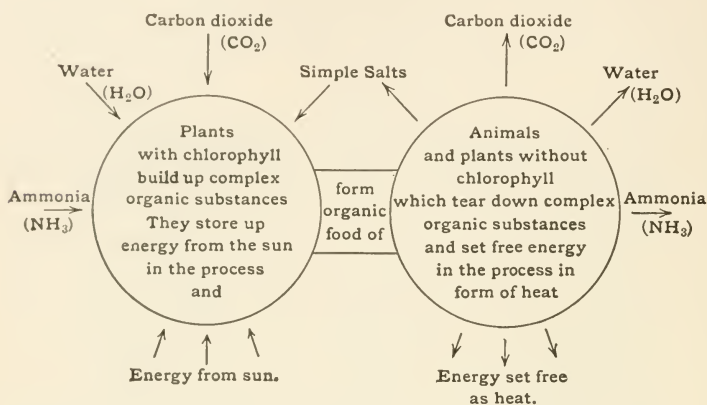 Carbon dioxide
(CO₂)
Carbon dioxide
(CO₂)
Water
(H₂O)
Simple Salts
Water
(H₂O)
Ammonia
(NH₃)
Plants
with chlorophyll
build up complex
organic substances
They store up
energy from the sun
in the process
and
form
organic
food of
Animals
and plants without
chlorophyll
which tear down complex
organic substances
and set free energy
in the process in
form of heat
Ammonia
(NH₃)
Energy from sun.
Energy set free
as heat.